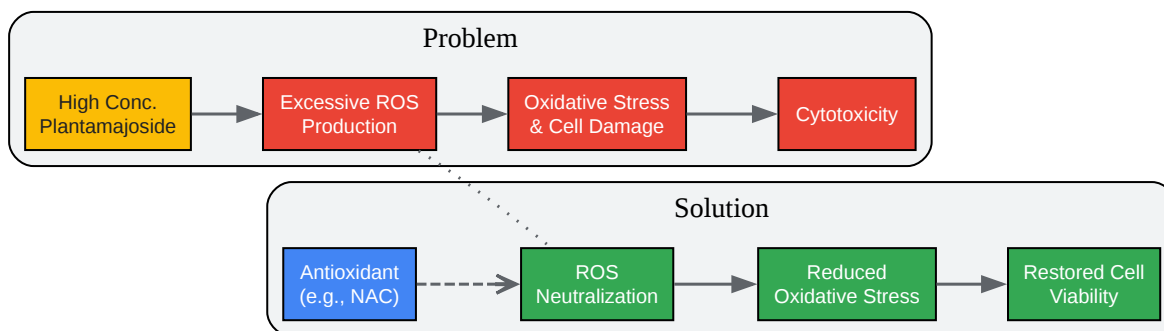 Problem
High Conc.
Plantamajoside
Excessive ROS
Production
Oxidative Stress
& Cell Damage
Cytotoxicity
Solution
Antioxidant
(e.g., NAC)
ROS
Neutralization
Reduced
Oxidative Stress
Restored Cell
Viability